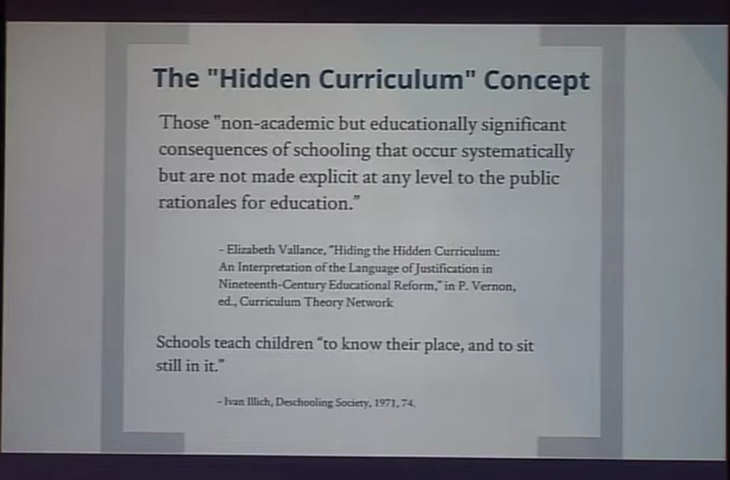 The "Hidden Curriculum" Concept
Those "non-academic but educationally significant
consequences of schooling that occur systematically
but are not made explicit at any level to the public
rationales for education."
- Elizabeth Vallance, "Hiding the Hidden Curriculum:
An Interpretation of the Language of Justification in
Nineteenth-Century Educational Reform," in P. Vernon,
ed., Curriculum Theory Network
Schools teach children "to know their place, and to sit
still in it."
- Ivan Illich, Deschooling Society, 1971, 74.